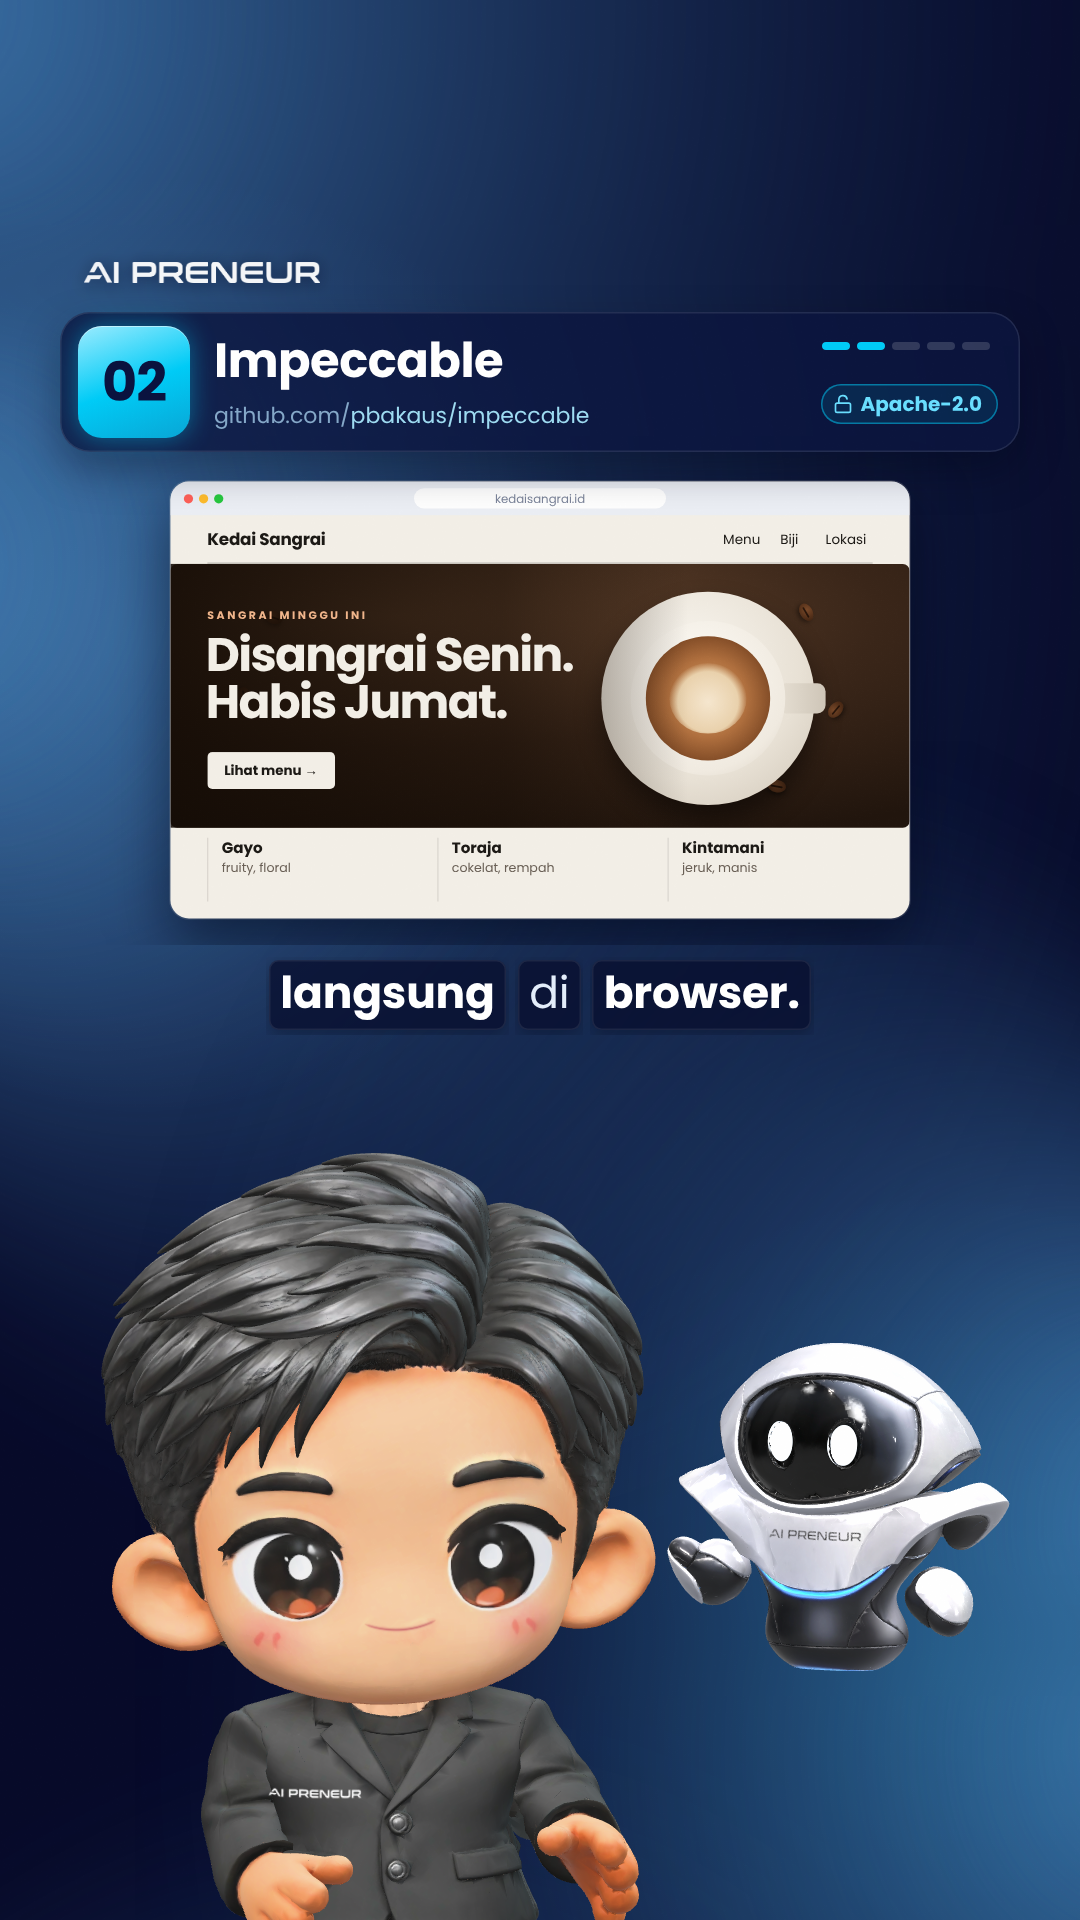 AI PRENEUR
02
Impeccable
github.com/pbakaus/impeccable
Apache-2.0
kedaisangrai.id
Kedai Sangrai
Menu Biji Lokasi
SANGRAI MINGGU INI
Disangrai Senin.
Habis Jumat.
Lihat menu →
Gayo
fruity, floral
Toraja
cokelat, rempah
Kintamani
jeruk, manis
langsung di browser.
AI PRENEUR
AI PRENEUR